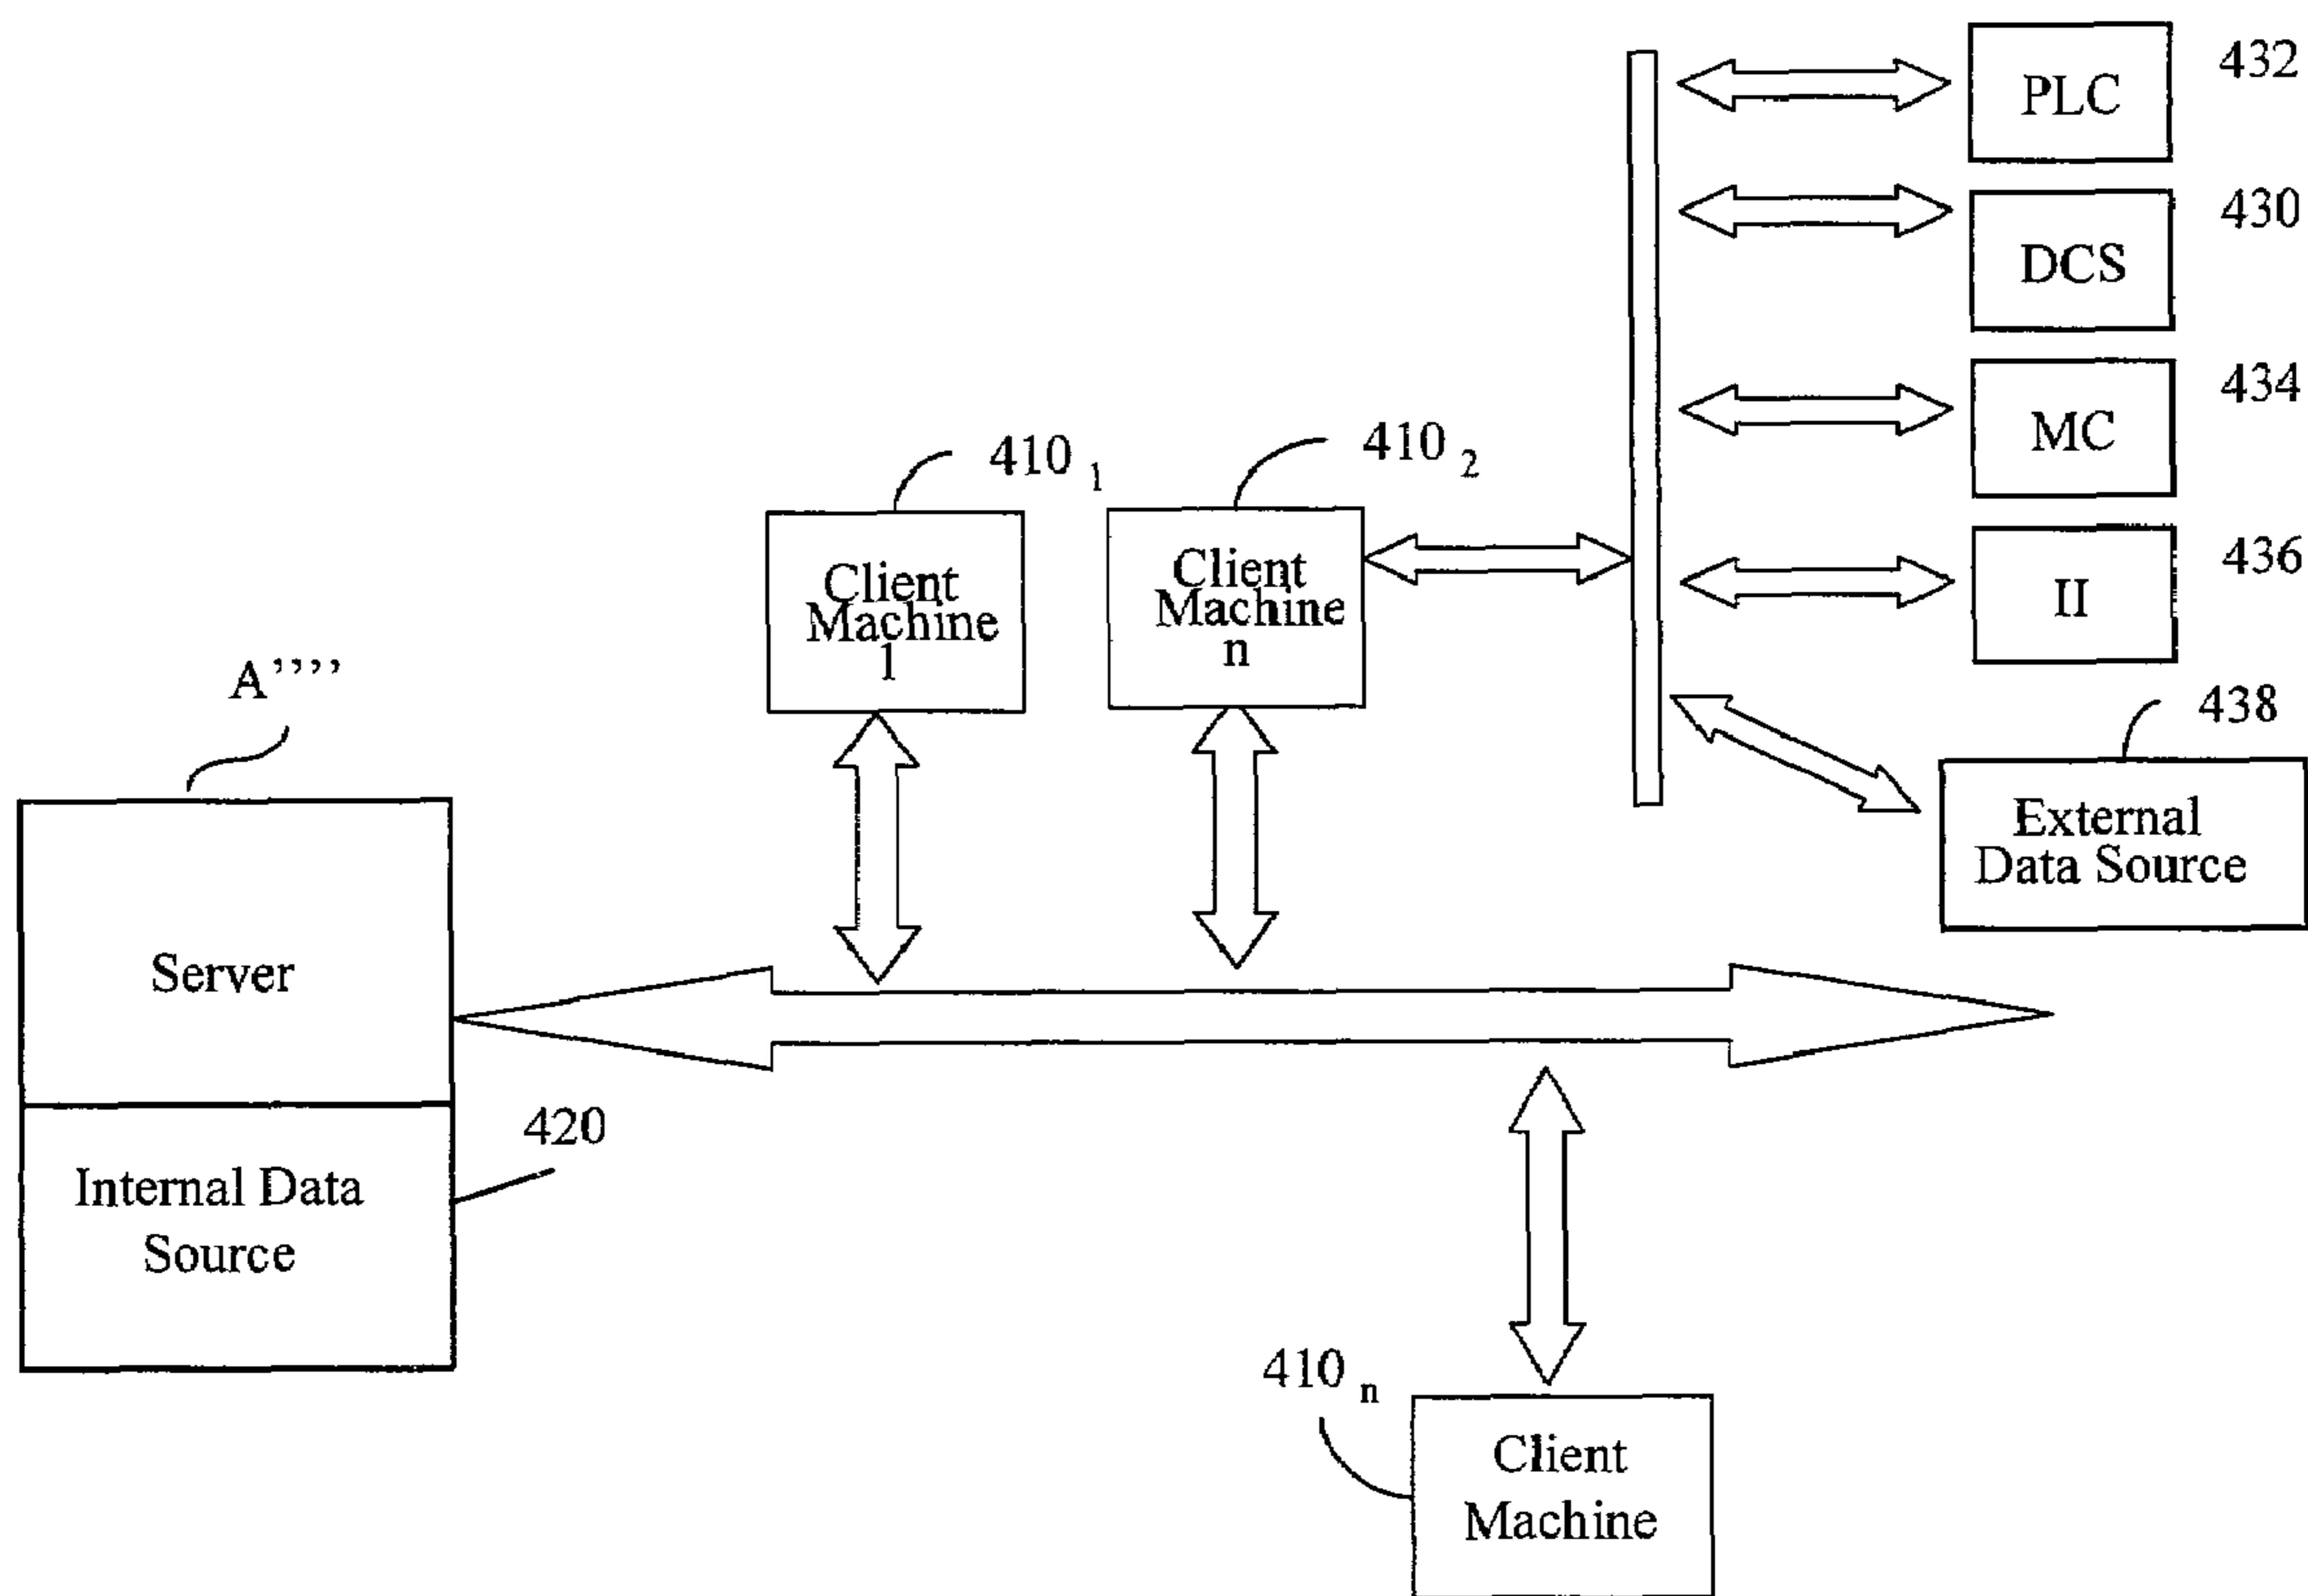 432
PLC
430
DCS
434
MC
436
II
438
External
Data Source
410 1
Client
Machine
1
410 2
Client
Machine
n
A’’’’
Server
420
Internal Data
Source
410 n
Client
Machine